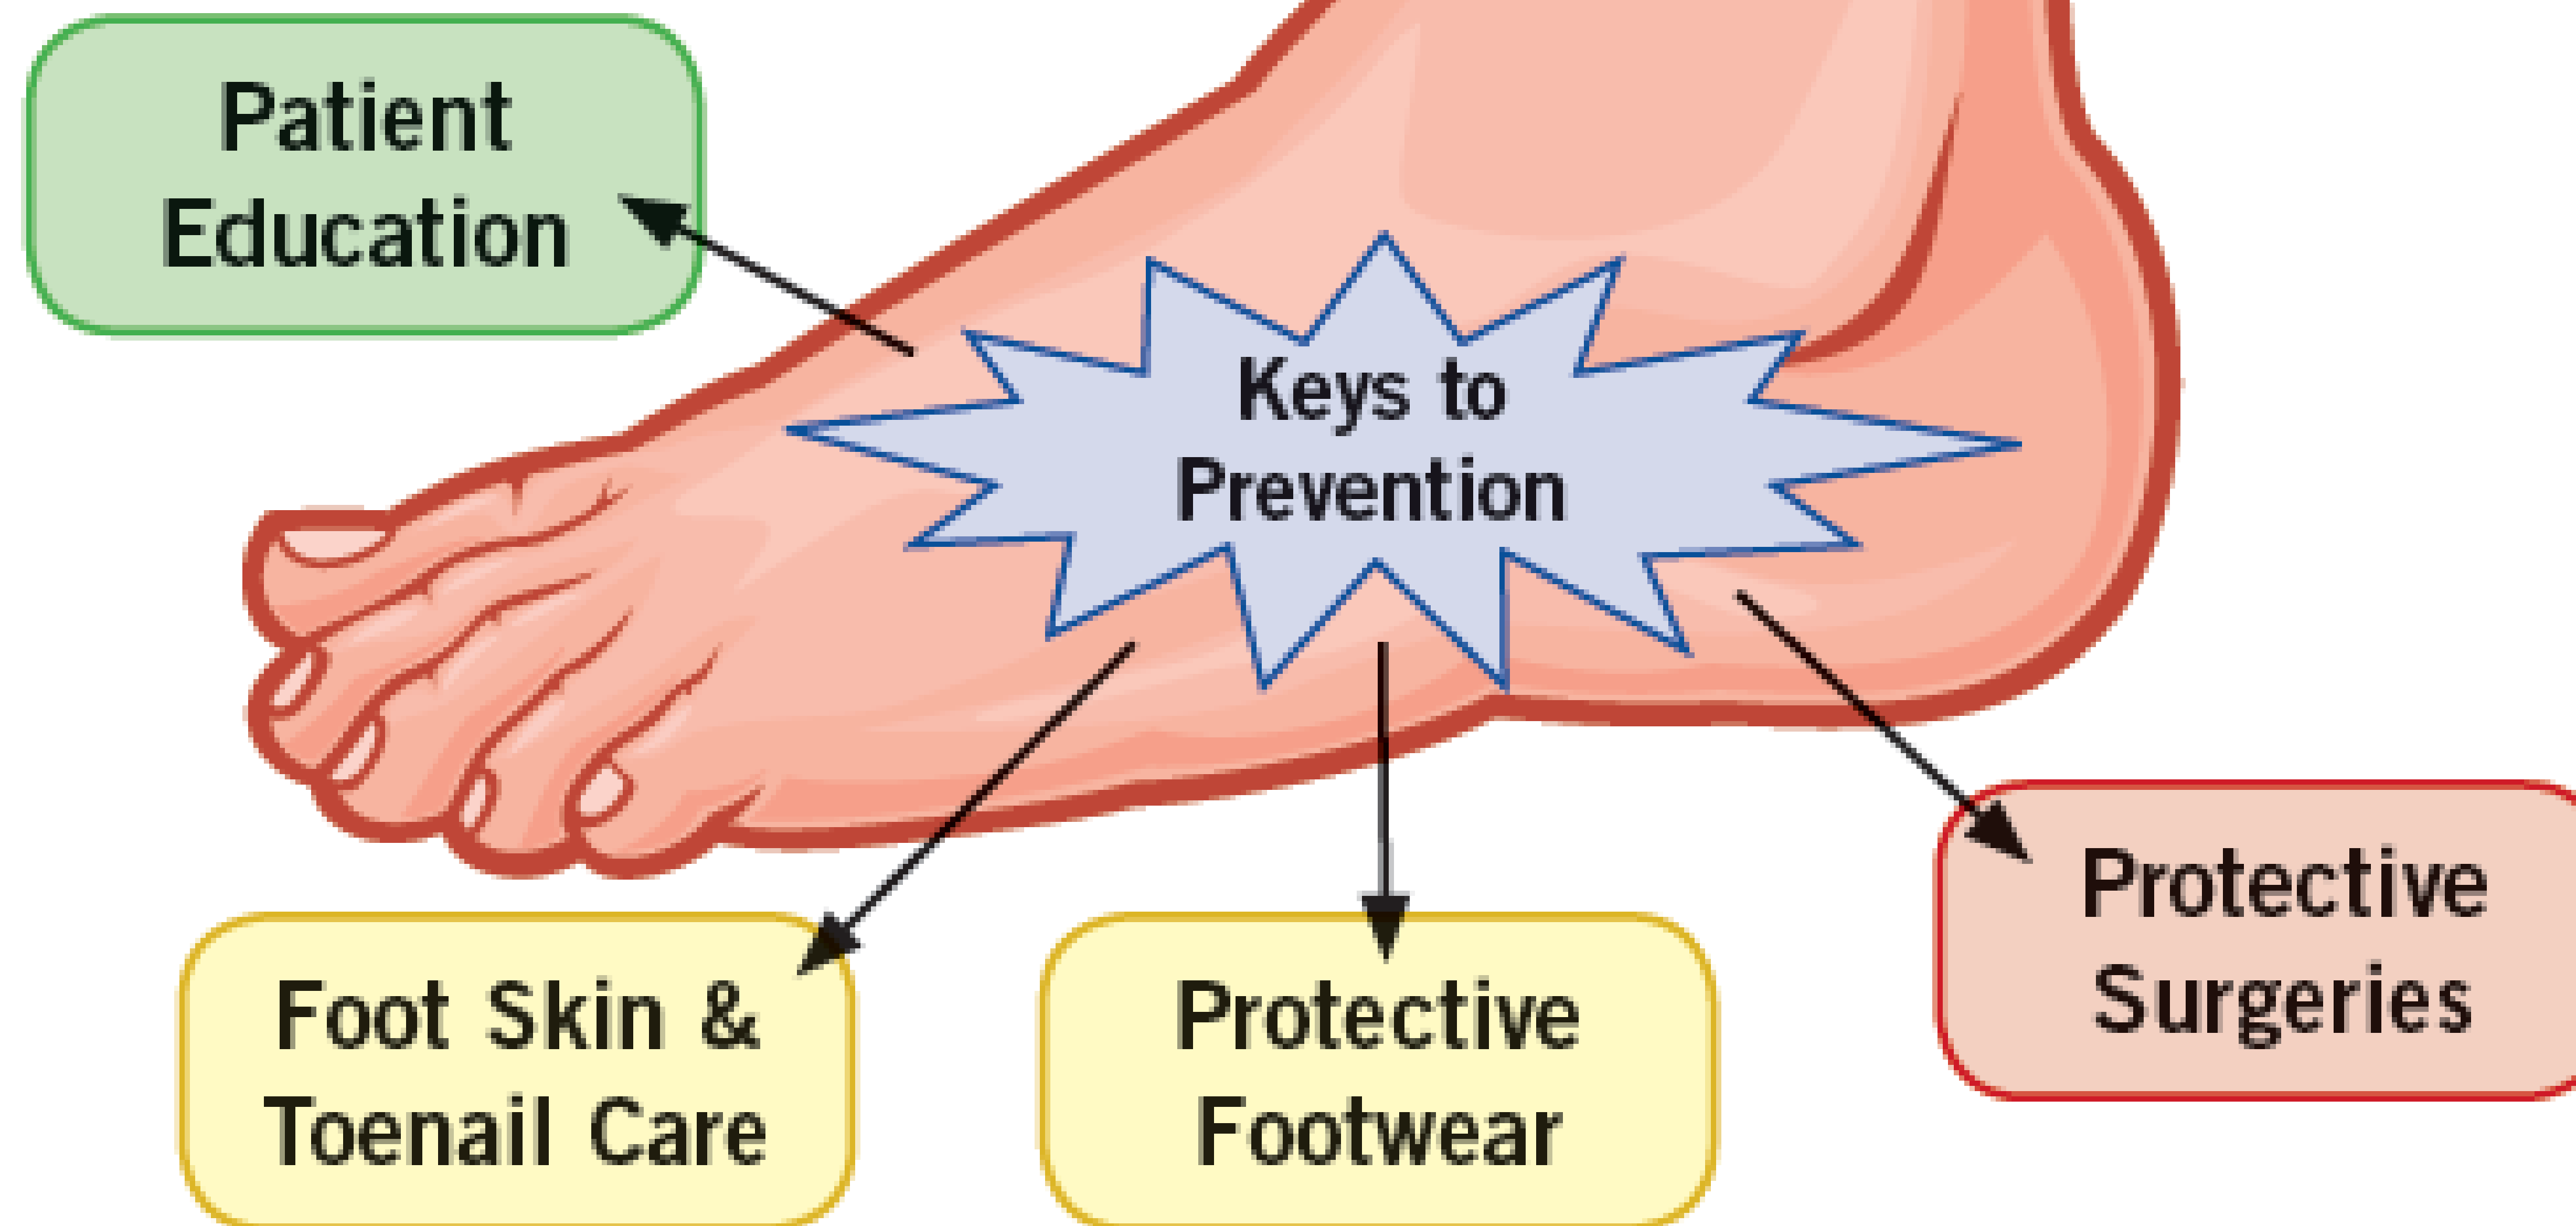 Patient
Education
Keys to
Prevention
Foot Skin &
Toenail Care
Protective
Footwear
Protective
Surgeries